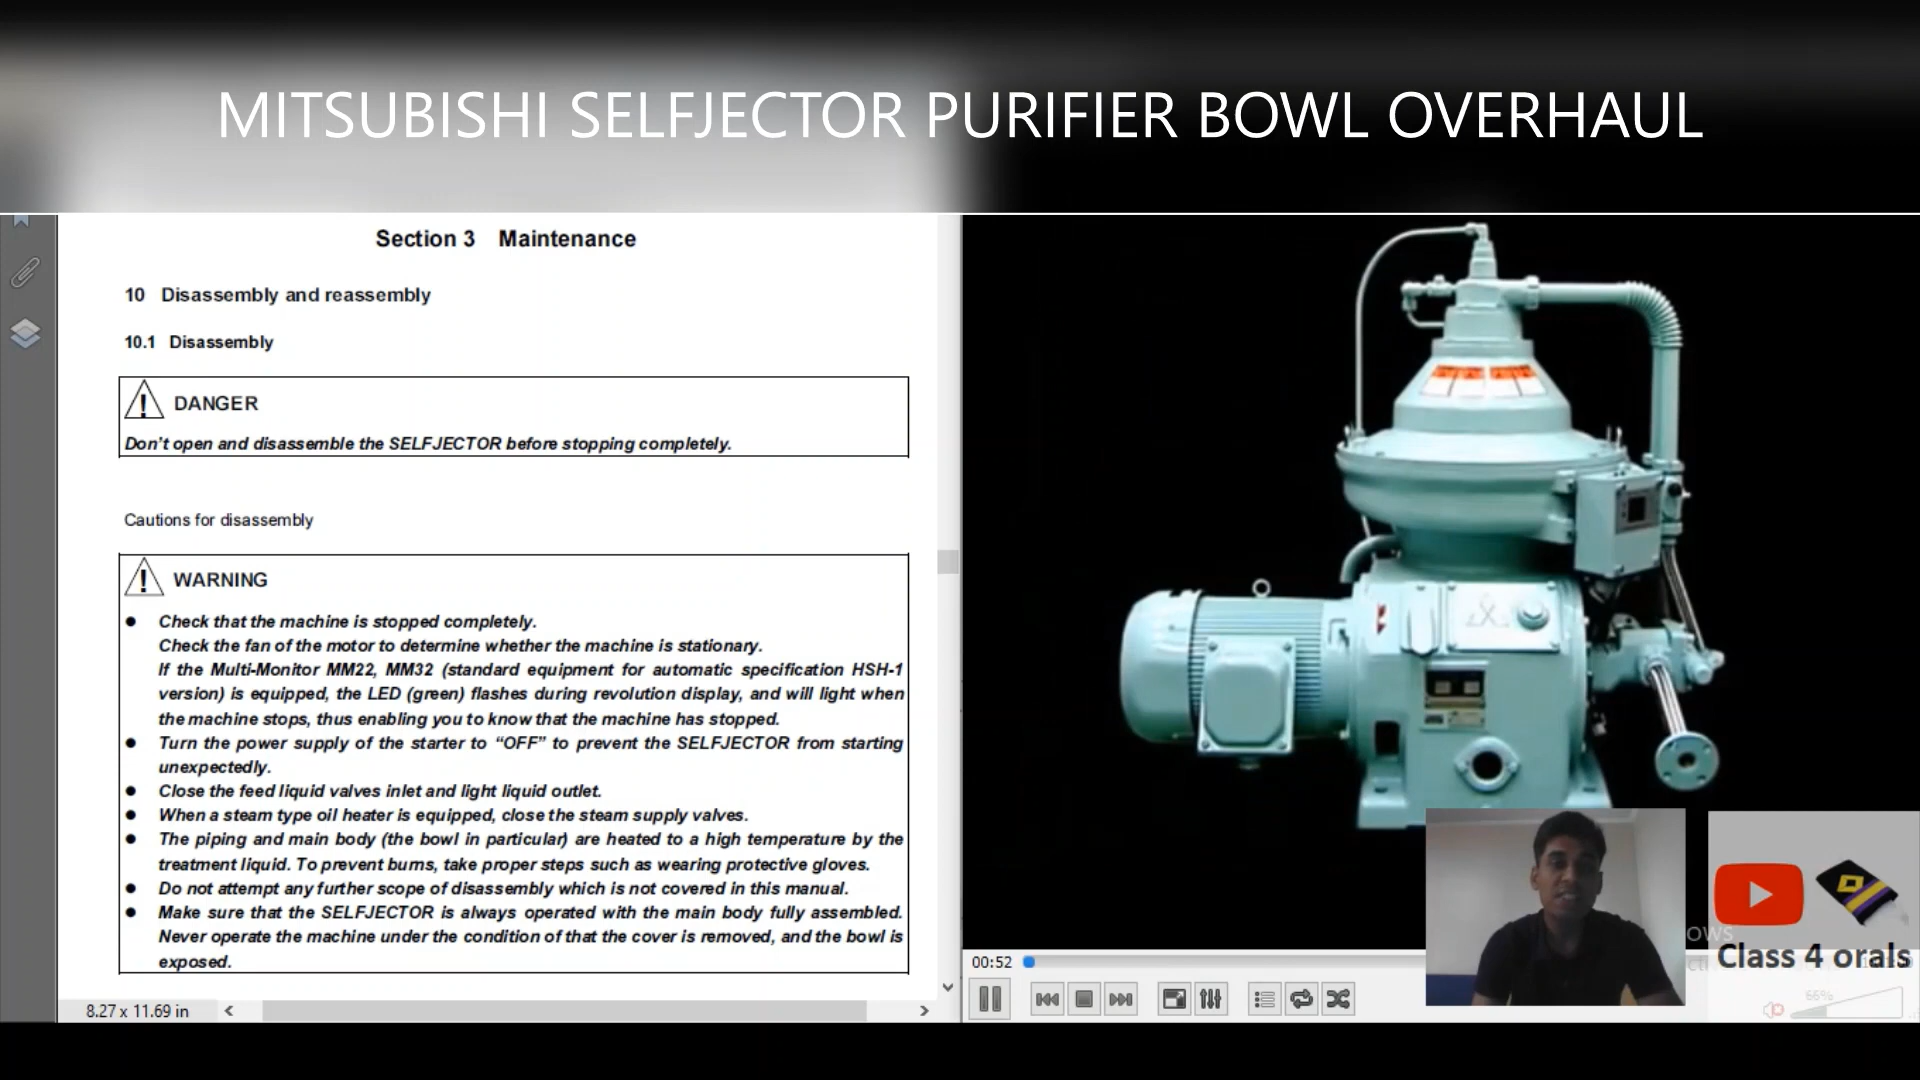 MITSUBISHI SELFJECTOR PURIFIER BOWL OVERHAUL
Section 3 Maintenance
10 Disassembly and reassembly
10.1 Disassembly
DANGER
Don't open and disassemble the SELFJECTOR before stopping completely.
Cautions for disassembly
WARNING
● Check that the machine is stopped completely.
Check the fan of the motor to determine whether the machine is stationary.
If the Multi-Monitor MM22, MM32 (standard equipment for automatic specification HSH-1
version) is equipped, the LED (green) flashes during revolution display, and will light when
the machine stops, thus enabling you to know that the machine has stopped.
● Turn the power supply of the starter to “OFF” to prevent the SELFJECTOR from starting
unexpectedly.
● Close the feed liquid valves inlet and light liquid outlet.
● When a steam type oil heater is equipped, close the steam supply valves.
● The piping and main body (the bowl in particular) are heated to a high temperature by the
treatment liquid. To prevent burns, take proper steps such as wearing protective gloves.
● Do not attempt any further scope of disassembly which is not covered in this manual.
● Make sure that the SELFJECTOR is always operated with the main body fully assembled.
Never operate the machine under the condition of that the cover is removed, and the bowl is
exposed.
8.27 x 11.69 in
00:52
Class 4 orals
66%